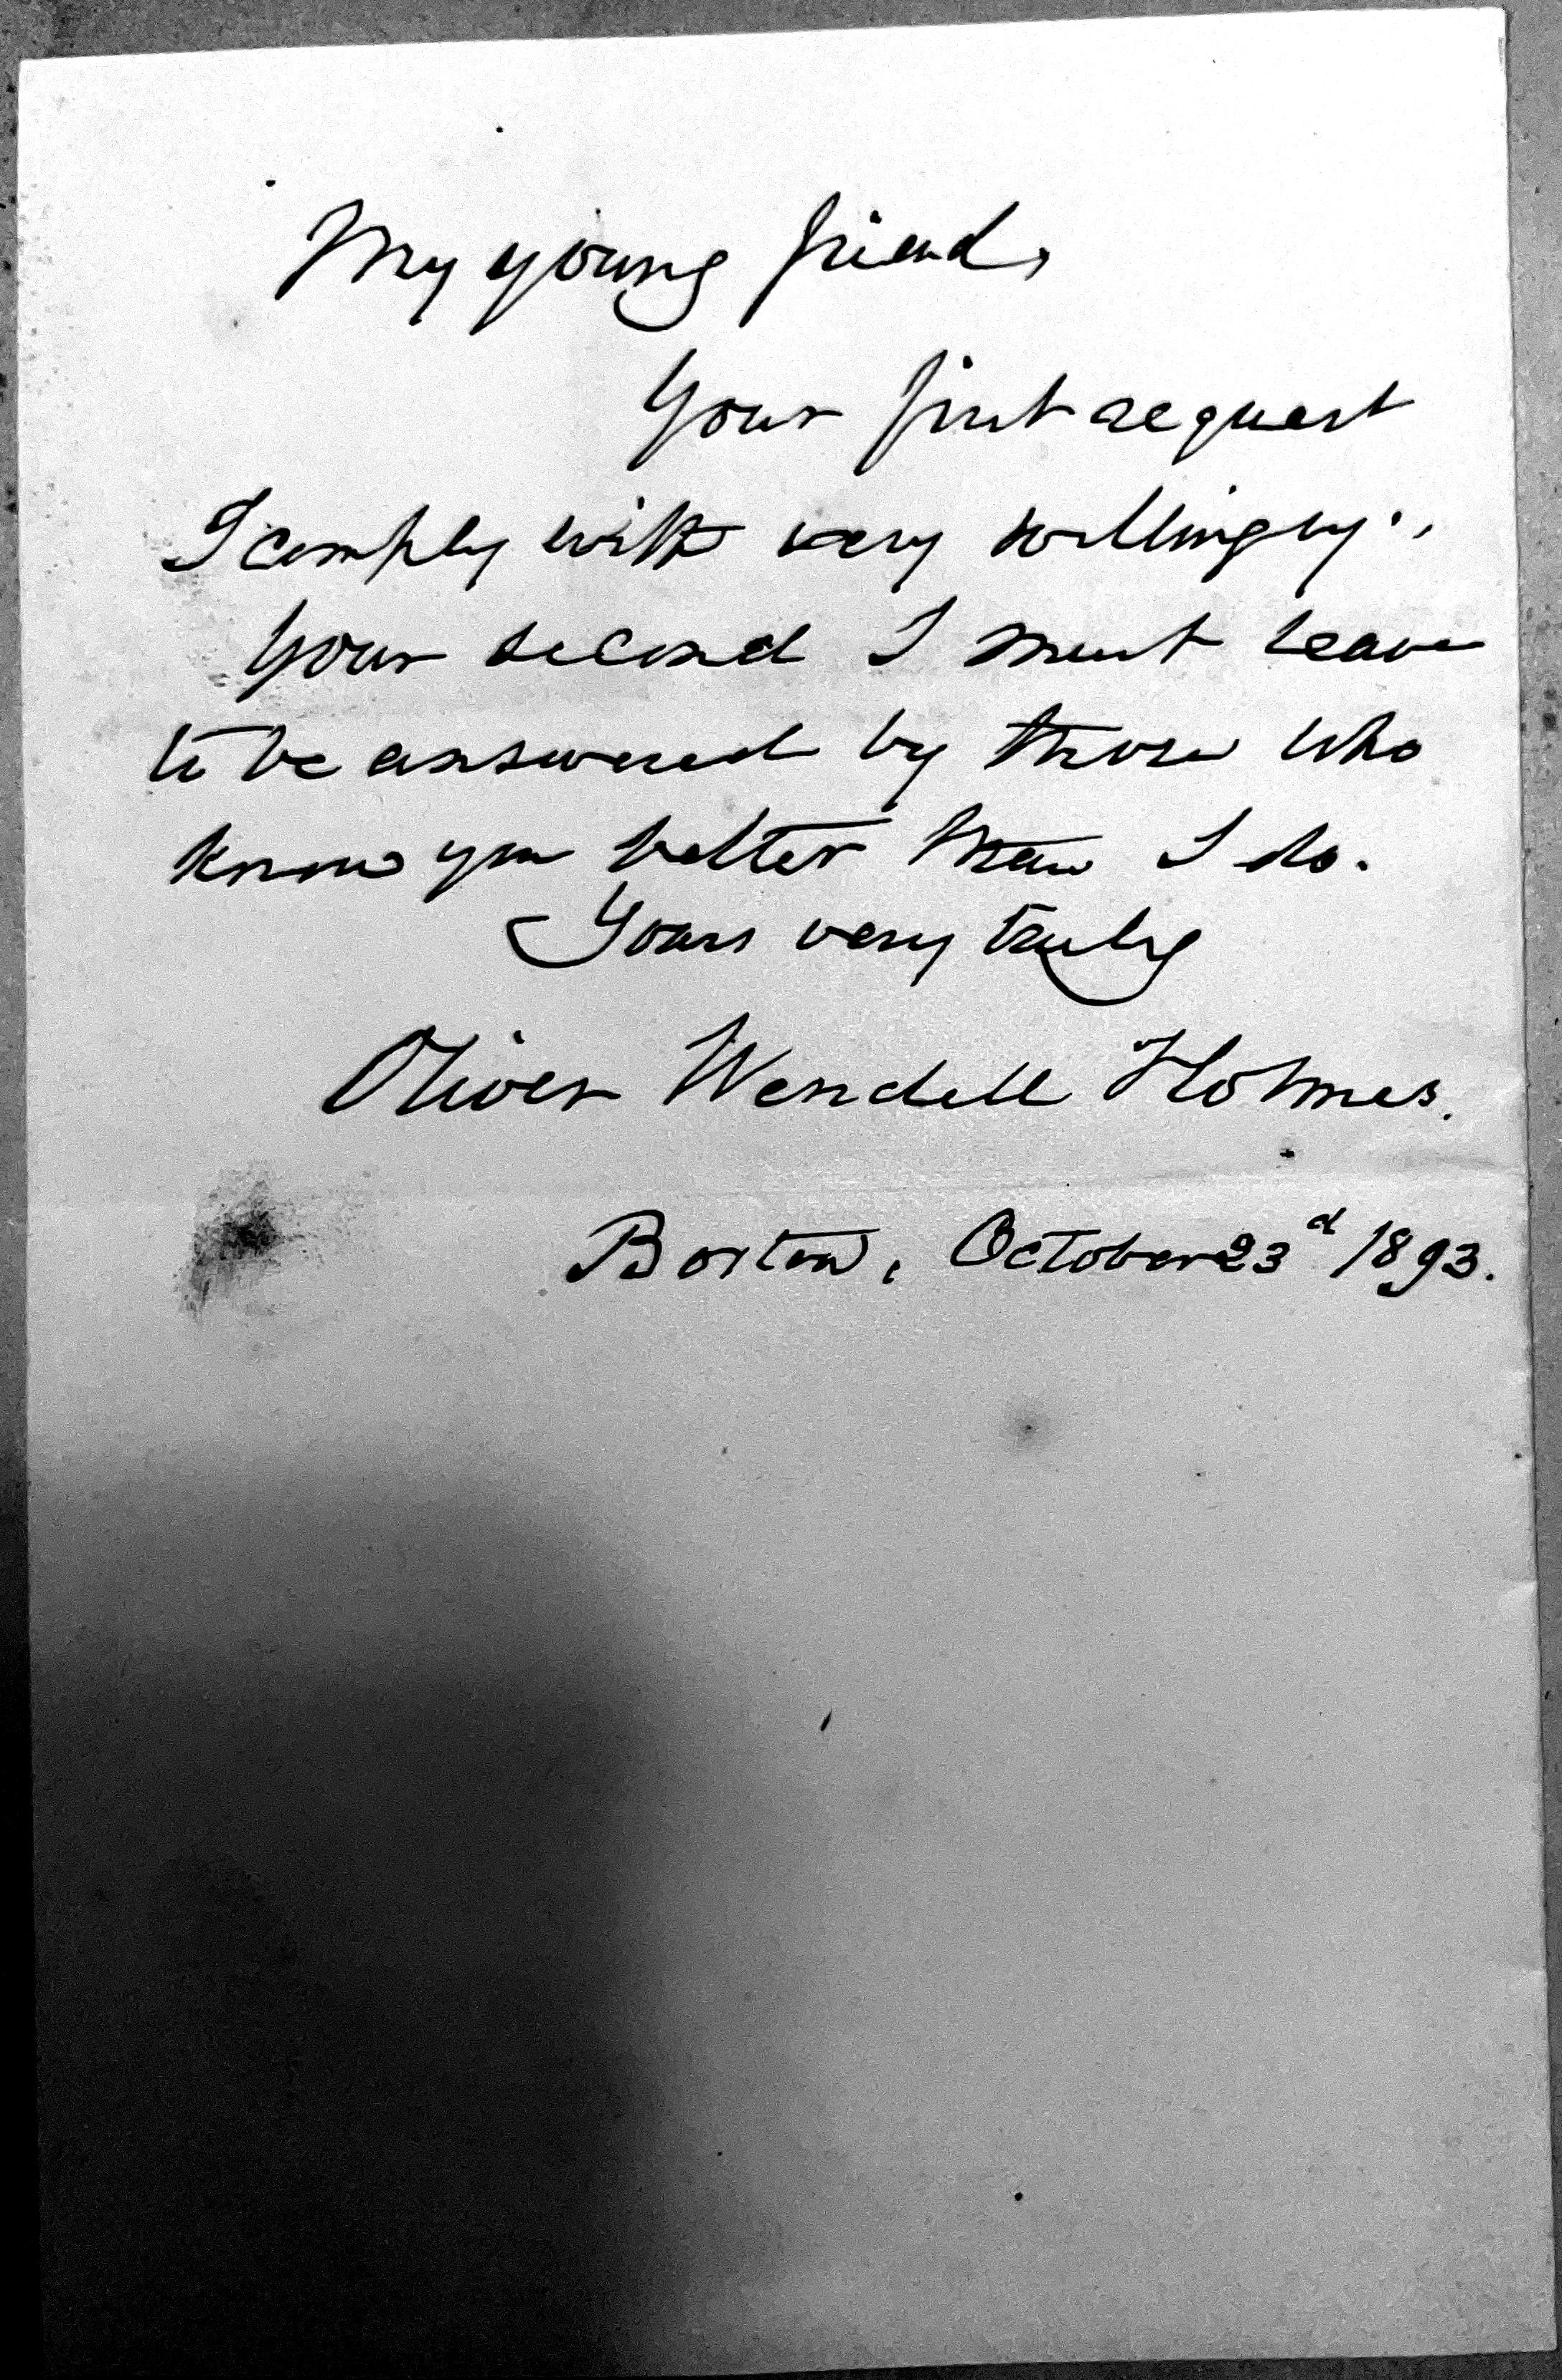 My young friend,
Your first request
I comply with very willingly;
Your second I must leave
to be answered by those who
know you better than I do.
Yours very truly
Oliver Wendell Holmes.
Boston, October 23d 1893.